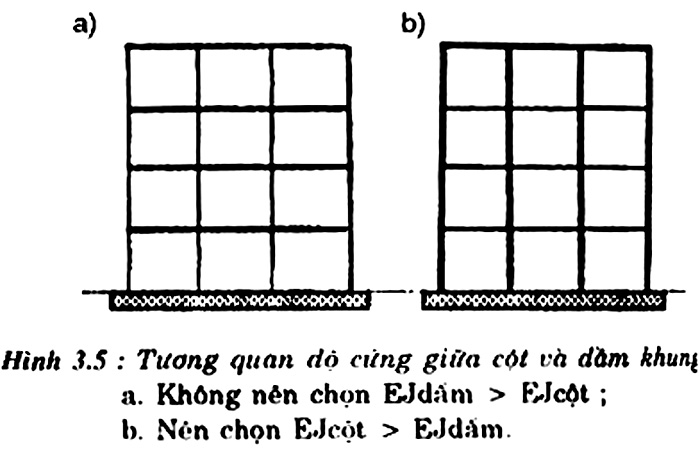 a) b)
Hình 3.5 : Tương quan độ cứng giữa cột và dầm khung
a. Không nên chọn EJdầm > EJcột ;
b. Nên chọn EJcột > EJdầm.